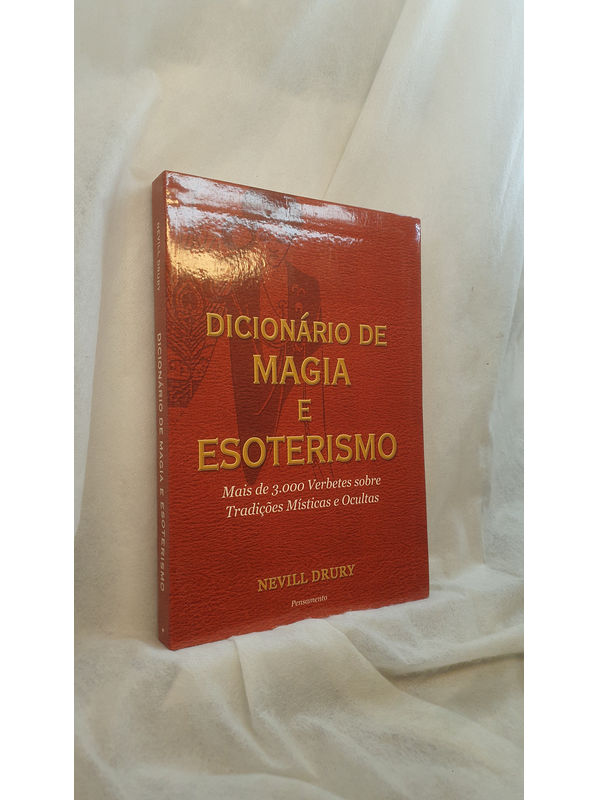 DICIONÁRIO DE
MAGIA
E
ESOTERISMO
Mais de 3.000 Verbetes sobre
Tradições Místicas e Ocultas
NEVILL DRURY
Pensamento
NEVILL DRURY
DICIONÁRIO DE MAGIA E ESOTERISMO